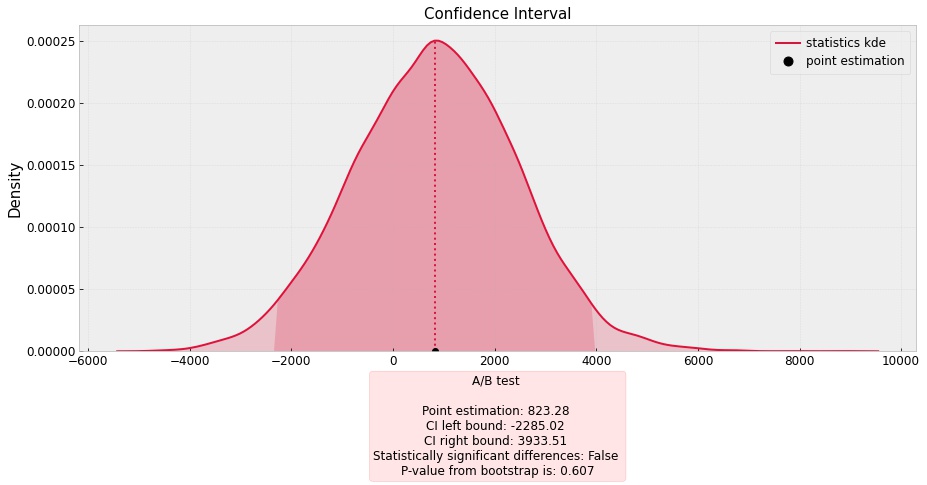 Confidence Interval
statistics kde
point estimation
Density
0.00025
0.00020
0.00015
0.00010
0.00005
0.00000
−6000 −4000 −2000 0 2000 4000 6000 8000 10000
A/B test
Point estimation: 823.28
CI left bound: -2285.02
CI right bound: 3933.51
Statistically significant differences: False
P-value from bootstrap is: 0.607